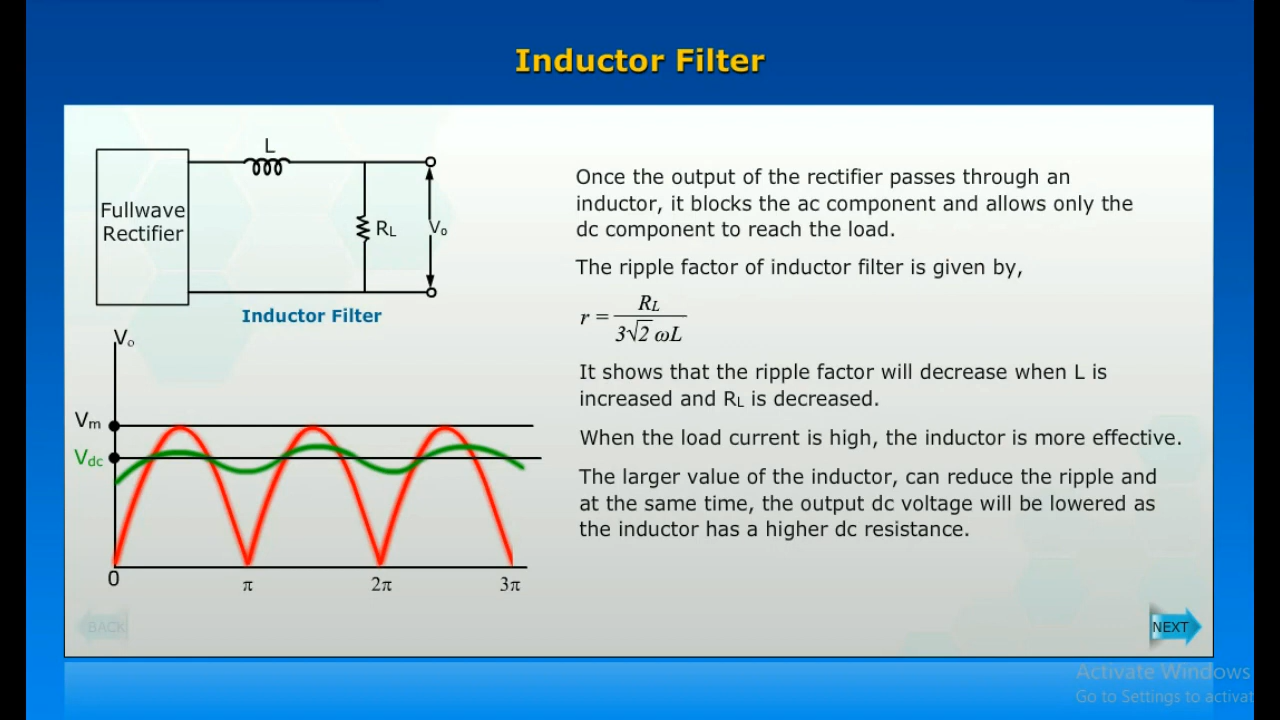 Inductor Filter
L
Fullwave
Rectifier
RL
Vo
Inductor Filter
Vo
Vm
Vdc
0
π
2π
3π
Once the output of the rectifier passes through an
inductor, it blocks the ac component and allows only the
dc component to reach the load.
The ripple factor of inductor filter is given by,
r = RL / 3√2 ωL
It shows that the ripple factor will decrease when L is
increased and RL is decreased.
When the load current is high, the inductor is more effective.
The larger value of the inductor, can reduce the ripple and
at the same time, the output dc voltage will be lowered as
the inductor has a higher dc resistance.
BACK
NEXT
Activate Windows
Go to Settings to activat